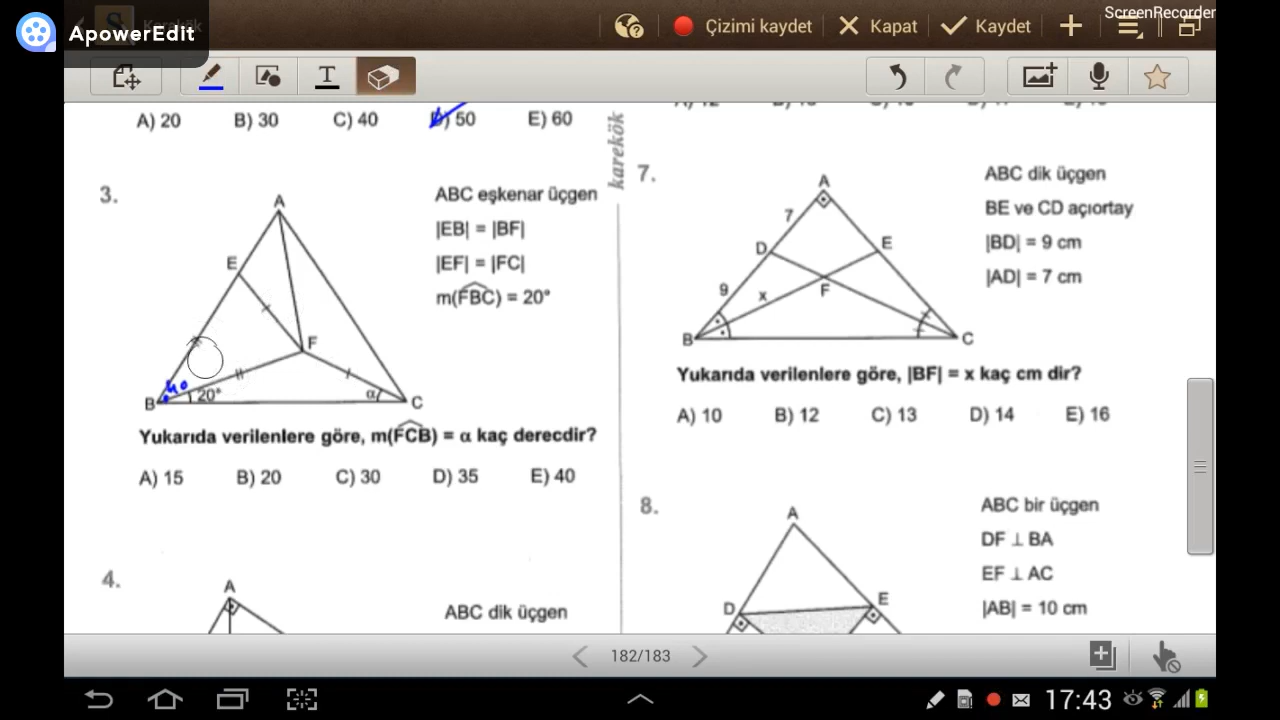 ScreenRecorder
ApowerEdit
Çizimi kaydet
Kapat
Kaydet
T
A) 20 B) 30 C) 40 D) 50 E) 60
karekök
3.
A
E
F
B
C
40
20°
α
ABC eşkenar üçgen
|EB| = |BF|
|EF| = |FC|
m(FBC) = 20°
Yukarıda verilenlere göre, m(FCB) = α kaç derecdir?
A) 15 B) 20 C) 30 D) 35 E) 40
4.
A
ABC dik üçgen
7.
A
7
D
E
9
x
F
B
C
ABC dik üçgen
BE ve CD açıortay
|BD| = 9 cm
|AD| = 7 cm
Yukarıda verilenlere göre, |BF| = x kaç cm dir?
A) 10 B) 12 C) 13 D) 14 E) 16
8.
A
D
E
ABC bir üçgen
DF ⊥ BA
EF ⊥ AC
|AB| = 10 cm
182/183
17:43